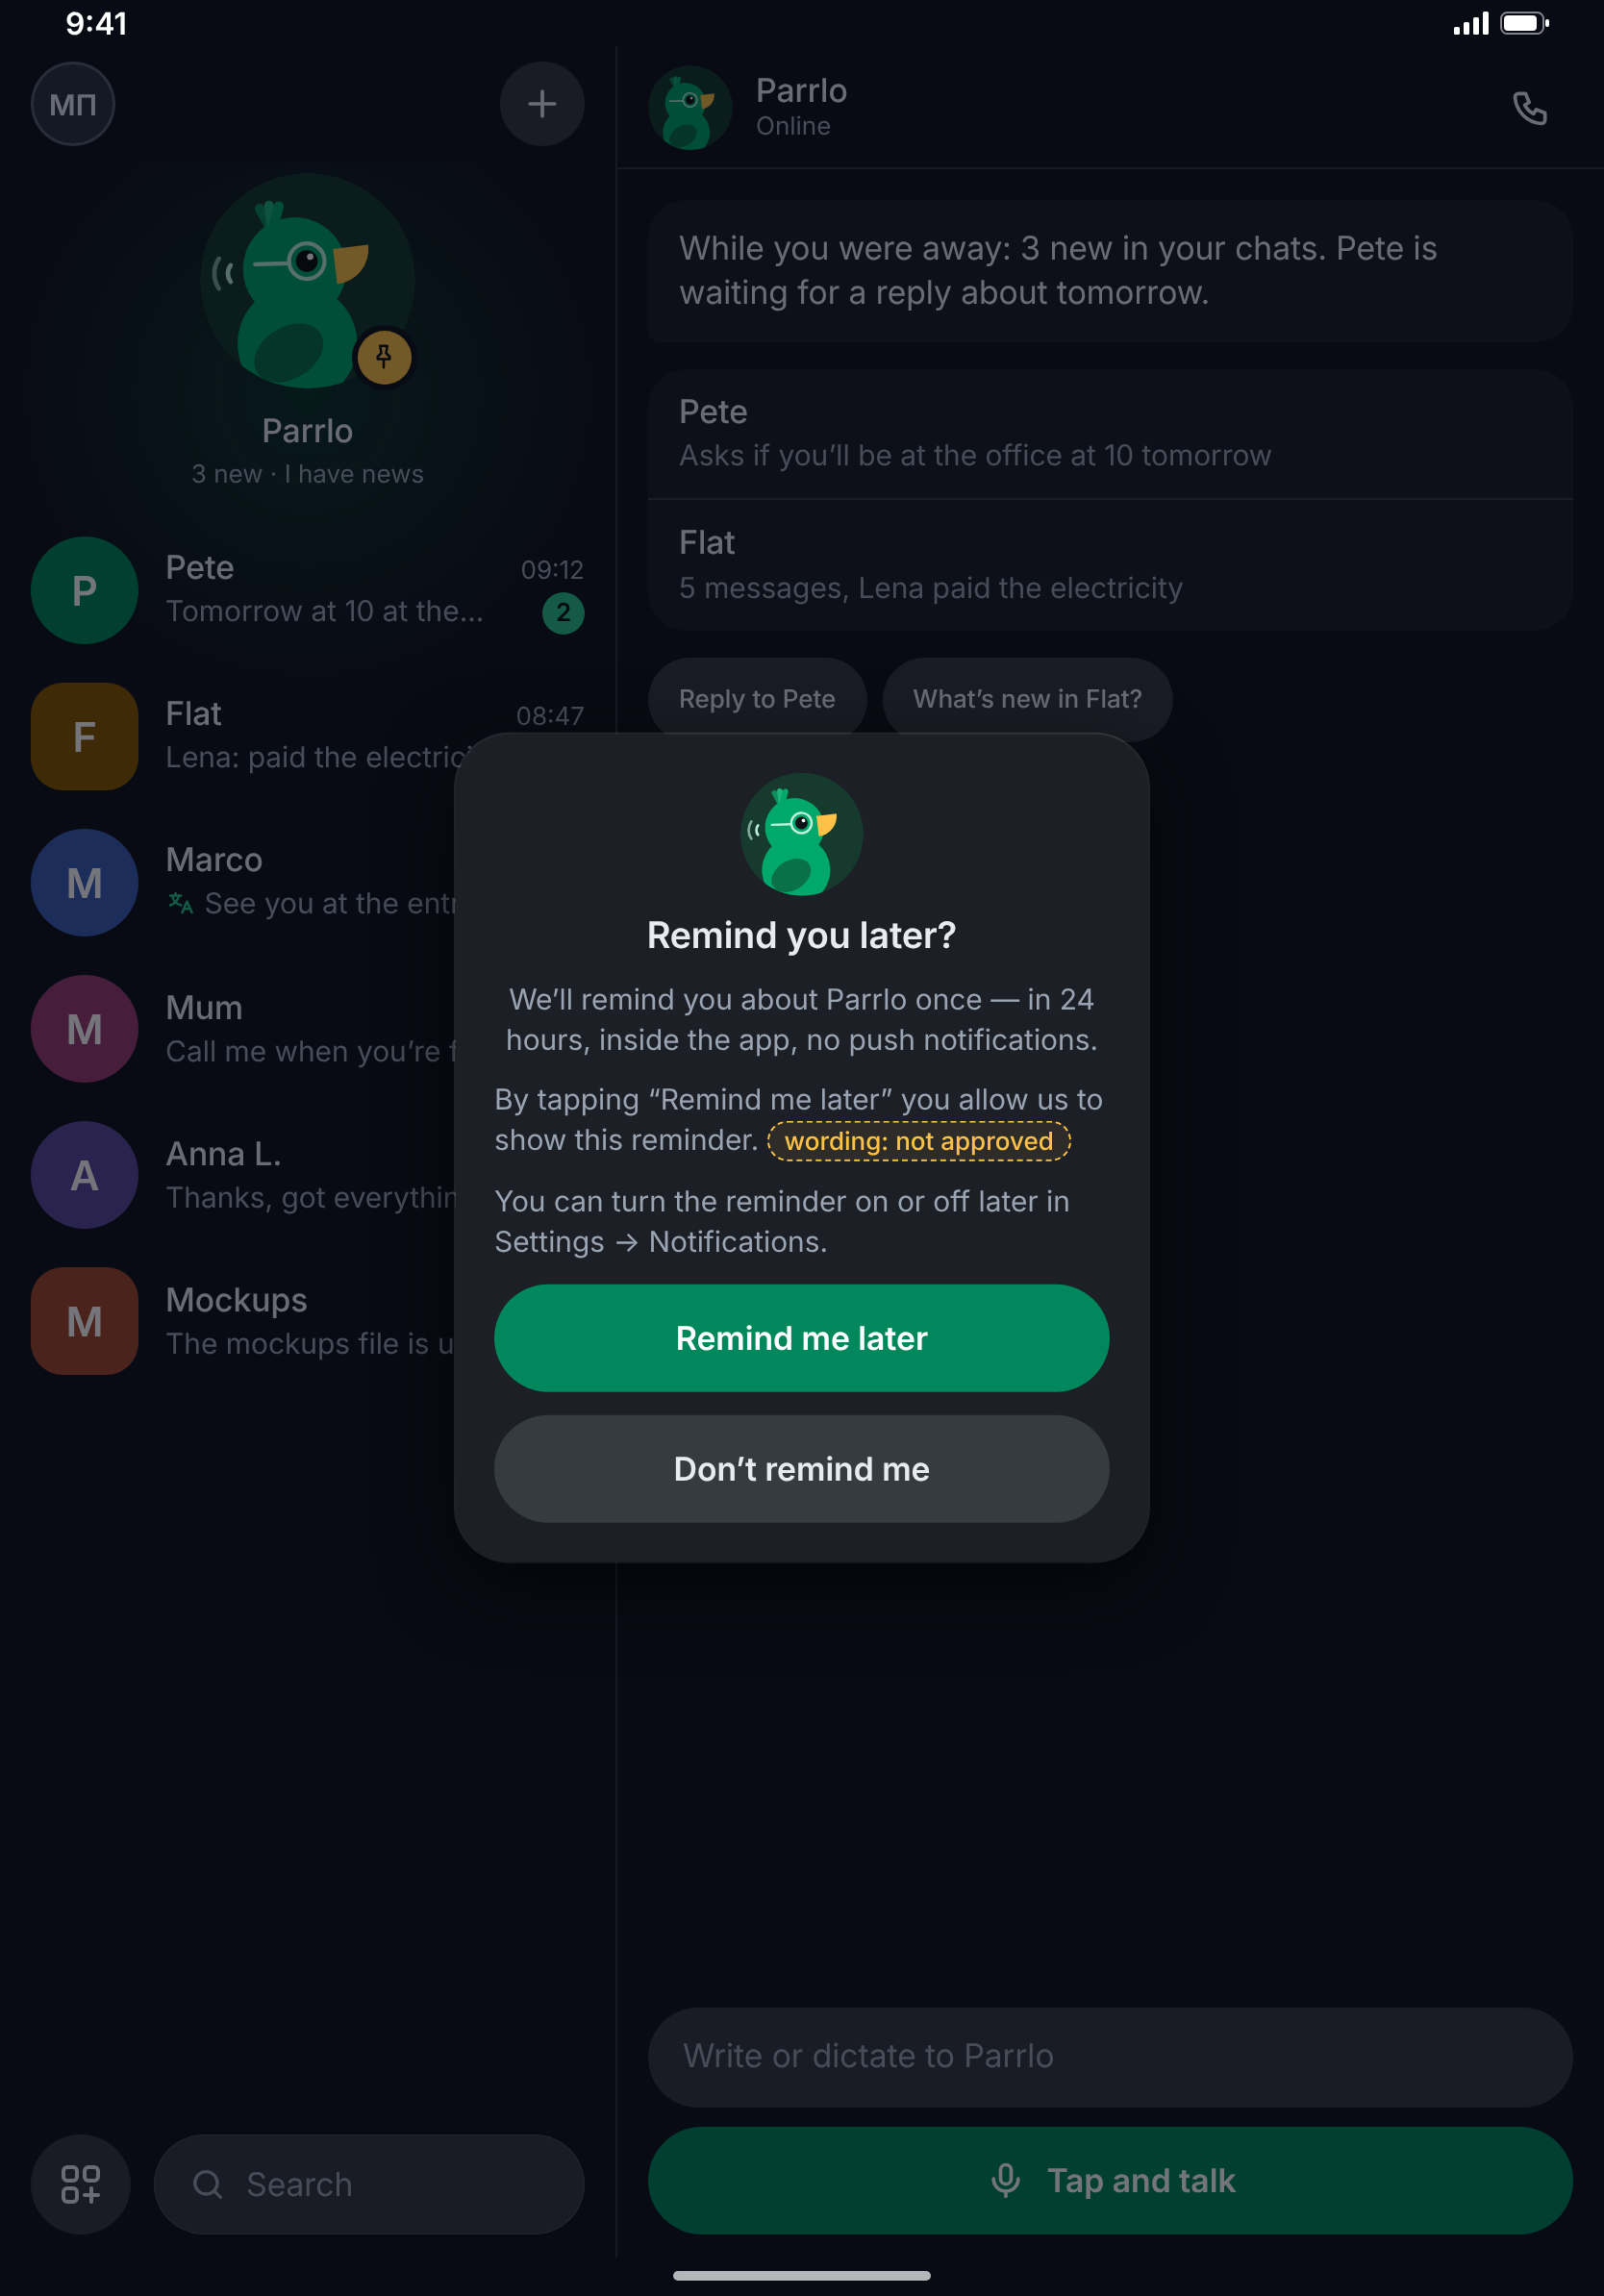 9:41
МП
Parrlo
3 new · I have news
Pete
09:12
Tomorrow at 10 at the...
2
P
Flat
08:47
Lena: paid the electrici
F
Marco
See you at the entr
M
Mum
Call me when you’re f
M
Anna L.
Thanks, got everythin
A
Mockups
The mockups file is u
M
Search
Parrlo
Online
While you were away: 3 new in your chats. Pete is
waiting for a reply about tomorrow.
Pete
Asks if you’ll be at the office at 10 tomorrow
Flat
5 messages, Lena paid the electricity
Reply to Pete
What’s new in Flat?
Remind you later?
We’ll remind you about Parrlo once — in 24
hours, inside the app, no push notifications.
By tapping “Remind me later” you allow us to
show this reminder. wording: not approved
You can turn the reminder on or off later in
Settings → Notifications.
Remind me later
Don’t remind me
Write or dictate to Parrlo
Tap and talk